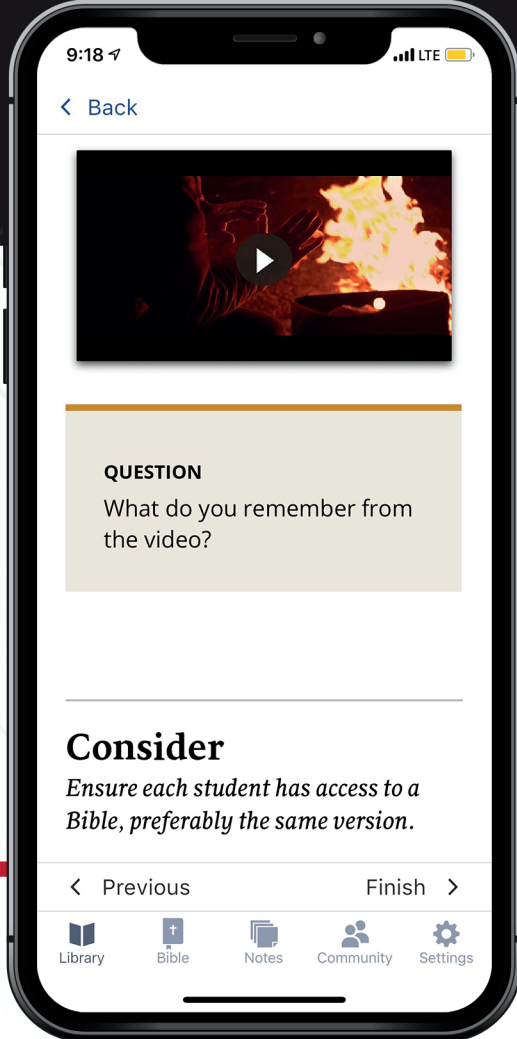 9:18 LTE
Back
QUESTION
What do you remember from
the video?
Consider
Ensure each student has access to a
Bible, preferably the same version.
Previous Finish
Library Bible Notes Community Settings